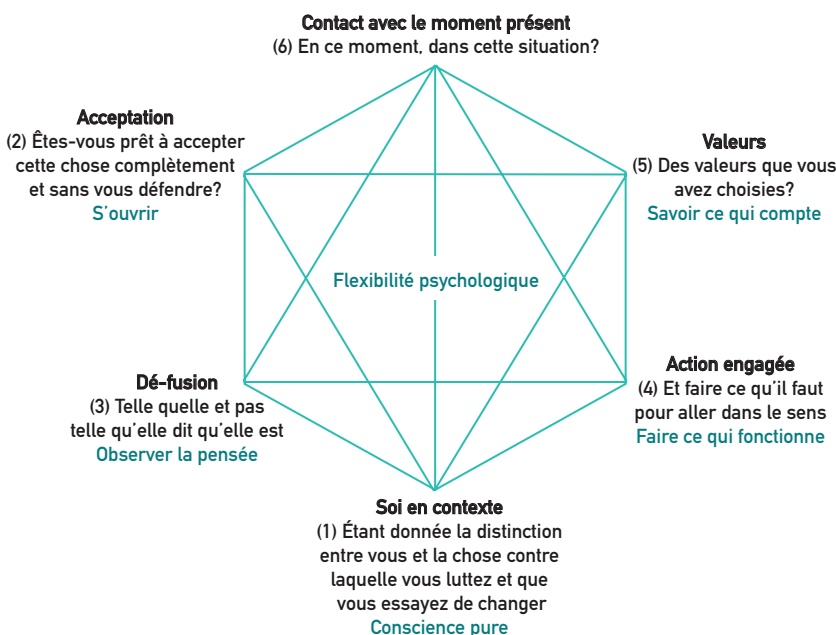 Contact avec le moment présent
(6) En ce moment, dans cette situation?
Acceptation
(2) Êtes-vous prêt à accepter
cette chose complètement
et sans vous défendre?
S'ouvrir
Valeurs
(5) Des valeurs que vous
avez choisies?
Savoir ce qui compte
Flexibilité psychologique
Dé-fusion
(3) Telle quelle et pas
telle qu'elle dit qu'elle est
Observer la pensée
Action engagée
(4) Et faire ce qu'il faut
pour aller dans le sens
Faire ce qui fonctionne
Soi en contexte
(1) Étant donnée la distinction
entre vous et la chose contre
laquelle vous luttez et que
vous essayez de changer
Conscience pure